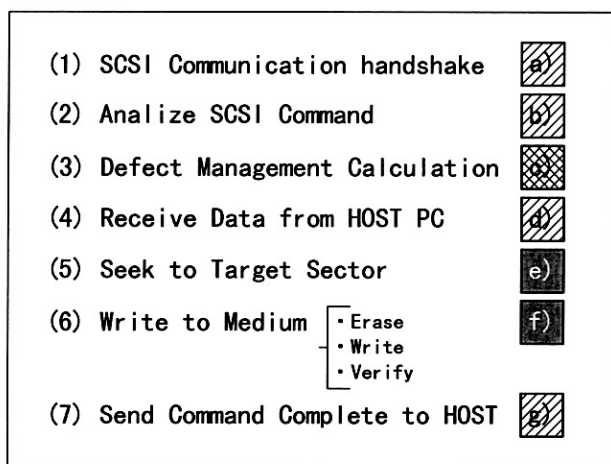 (1) SCSI Communication handshake a)
(2) Analize SCSI Command b)
(3) Defect Management Calculation c)
(4) Receive Data from HOST PC d)
(5) Seek to Target Sector e)
(6) Write to Medium ・Erase f)
・Write
・Verify
(7) Send Command Complete to HOST g)